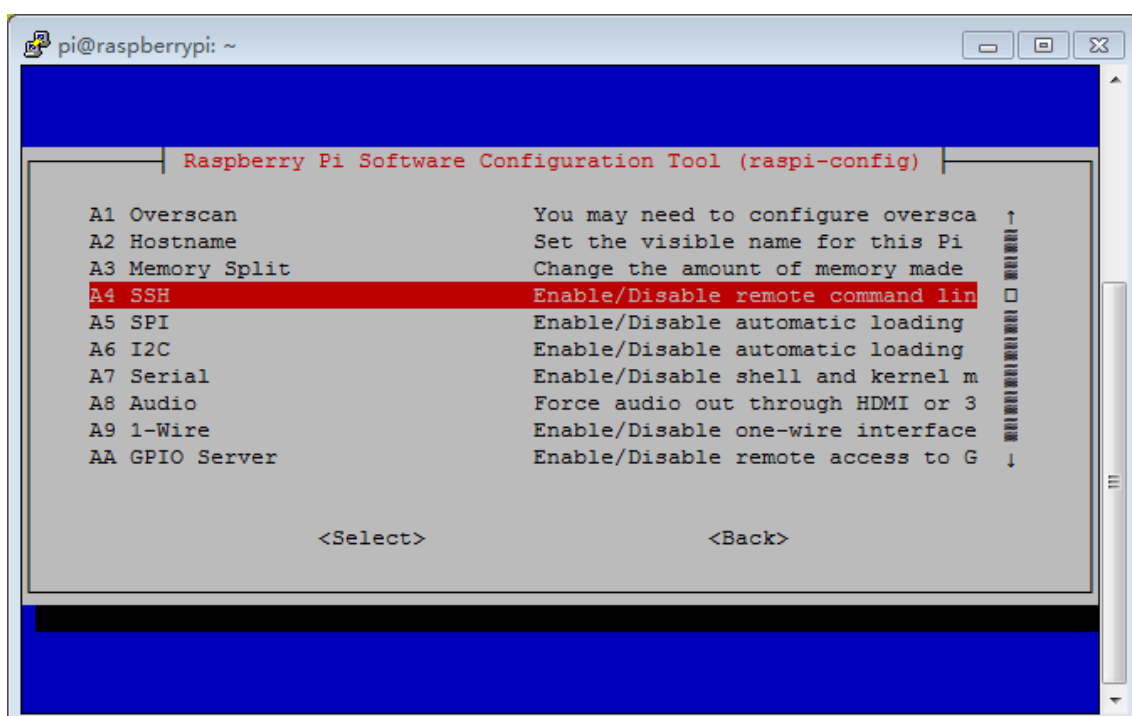 pi@raspberrypi: ~
Raspberry Pi Software Configuration Tool (raspi-config)
A1 Overscan You may need to configure oversca
A2 Hostname Set the visible name for this Pi
A3 Memory Split Change the amount of memory made
A4 SSH Enable/Disable remote command lin
A5 SPI Enable/Disable automatic loading
A6 I2C Enable/Disable automatic loading
A7 Serial Enable/Disable shell and kernel m
A8 Audio Force audio out through HDMI or 3
A9 1-Wire Enable/Disable one-wire interface
AA GPIO Server Enable/Disable remote access to G
<Select> <Back>